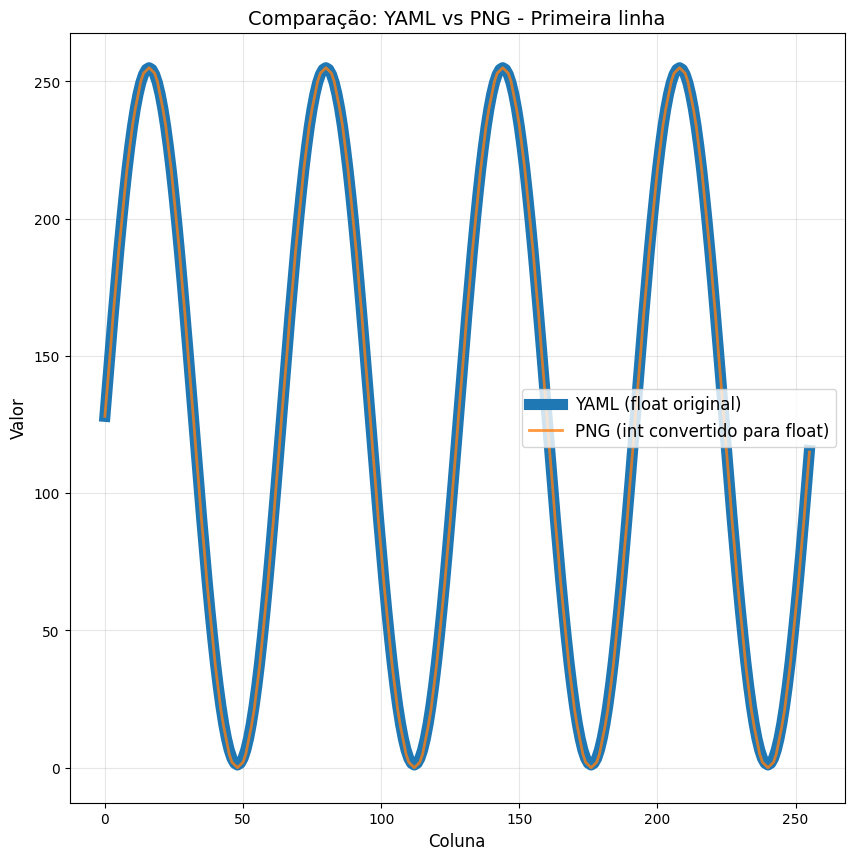 Comparação: YAML vs PNG - Primeira linha
Valor
250
200
150
100
50
0
YAML (float original)
PNG (int convertido para float)
0 50 100 150 200 250
Coluna